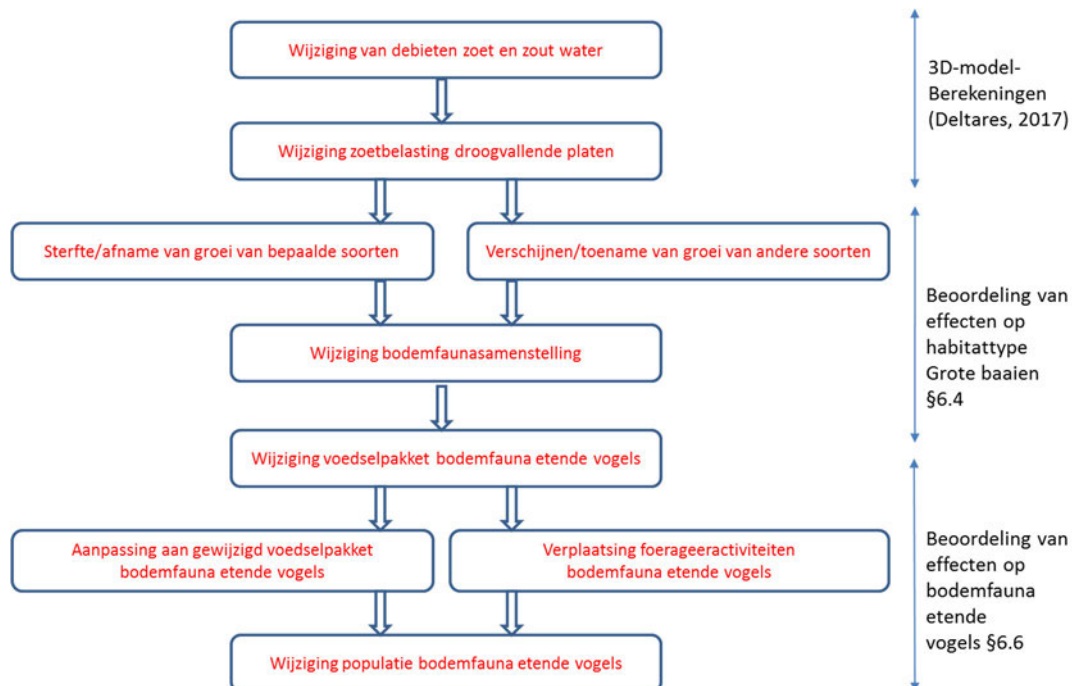 Wijziging van debieten zoet en zout water
3D-model-
Berekeningen
(Deltares, 2017)
Wijziging zoetbelasting droogvallende platen
Sterfte/afname van groei van bepaalde soorten
Verschijnen/toename van groei van andere soorten
Wijziging bodemfaunasamenstelling
Beoordeling van
effecten op
habitattype
Grote baaien
§6.4
Wijziging voedselpakket bodemfauna etende vogels
Aanpassing aan gewijzigd voedselpakket
bodemfauna etende vogels
Verplaatsing foerageeractiviteiten
bodemfauna etende vogels
Wijziging populatie bodemfauna etende vogels
Beoordeling van
effecten op
bodemfauna
etende
vogels §6.6